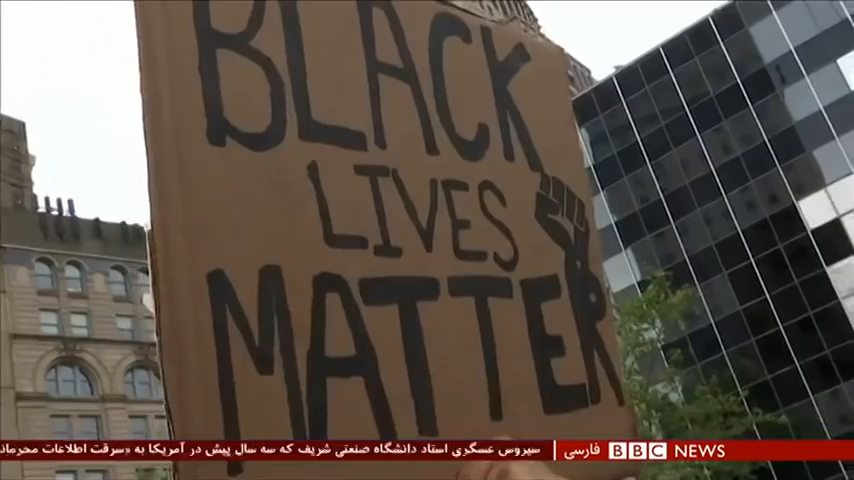 BLACK
LIVES
MATTER
سیروس عسگری استاد دانشگاه صنعتی شریف که سه سال پیش در آمریکا به «سرقت اطلاعات محرمانه
فارسی BBC NEWS